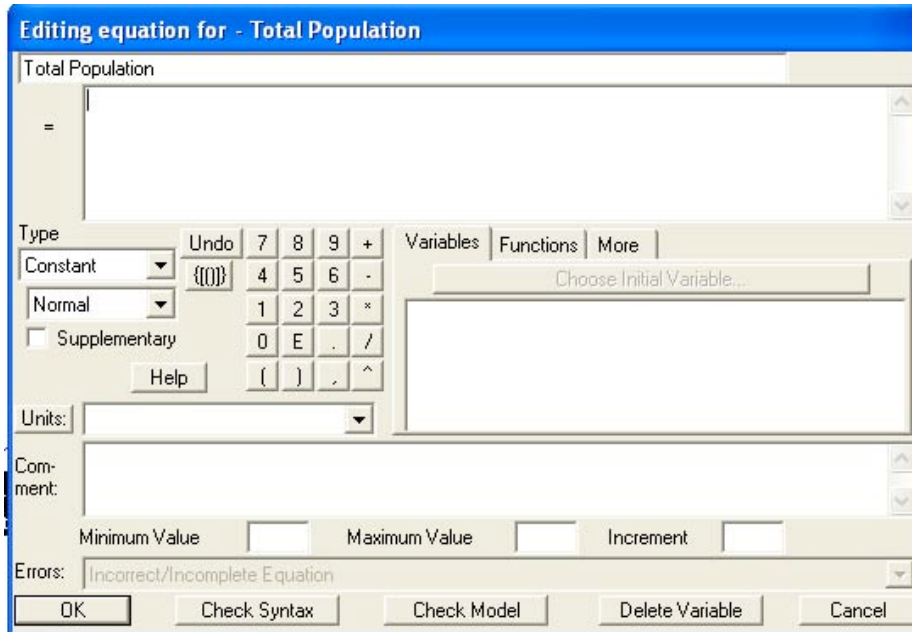 Editing equation for - Total Population
Total Population
=
Type
Undo 7 8 9 +
Variables Functions More
Constant
{[()]} 4 5 6 -
Choose Initial Variable...
Normal
1 2 3 *
Supplementary
0 E . /
Help
( ) , ^
Units:
Com-
ment:
Minimum Value Maximum Value Increment
Errors: Incorrect/Incomplete Equation
OK Check Syntax Check Model Delete Variable Cancel